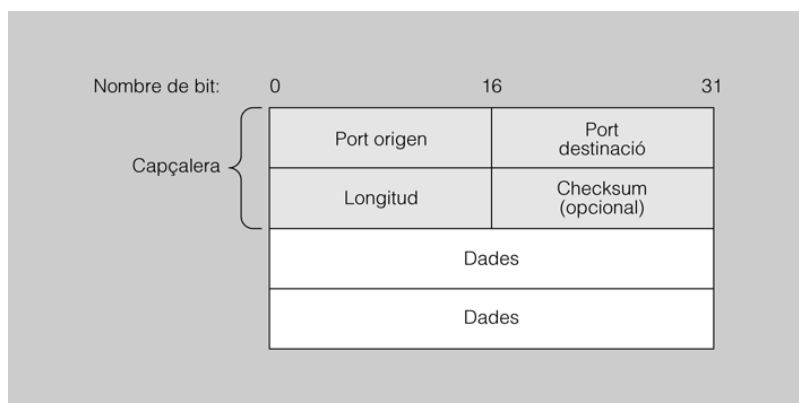 Nombre de bit: 0 16 31
Port origen
Port
destinació
Capçalera
Longitud
Checksum
(opcional)
Dades
Dades